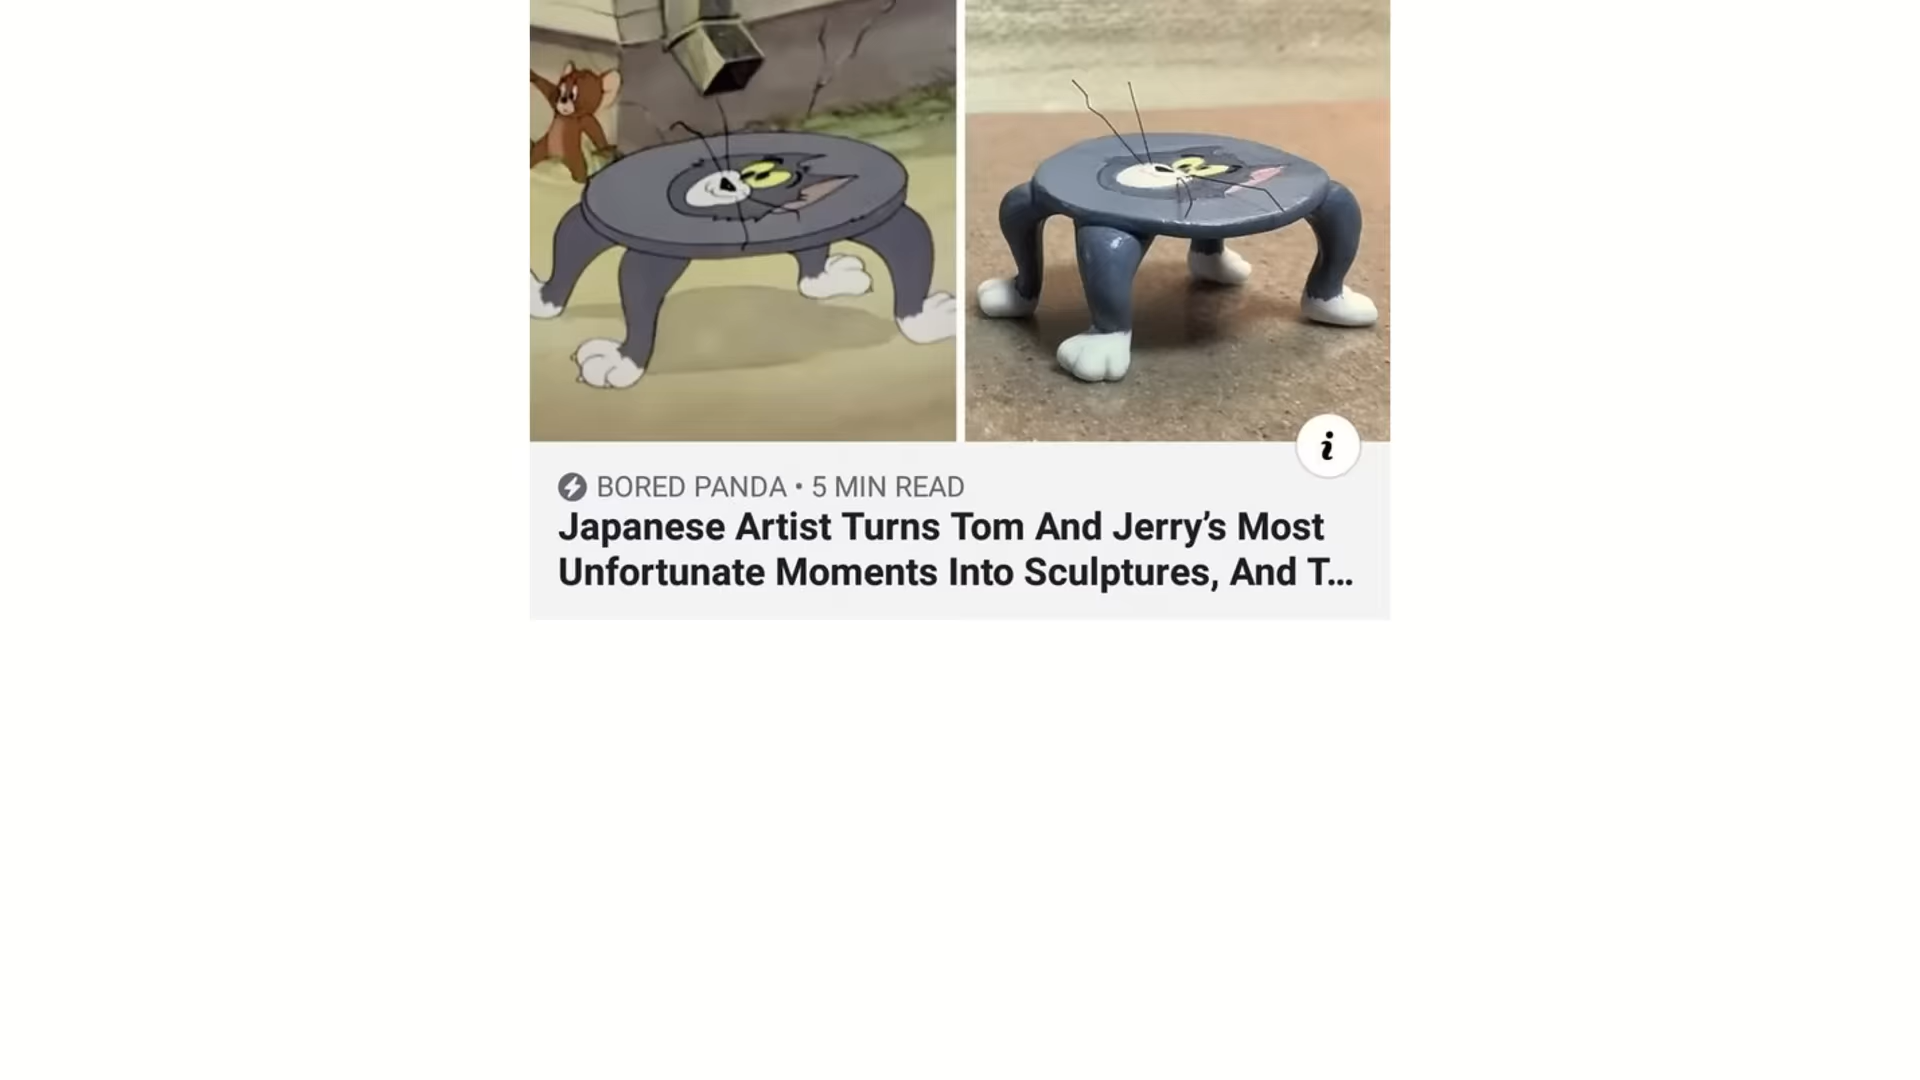 BORED PANDA • 5 MIN READ
Japanese Artist Turns Tom And Jerry’s Most
Unfortunate Moments Into Sculptures, And T...